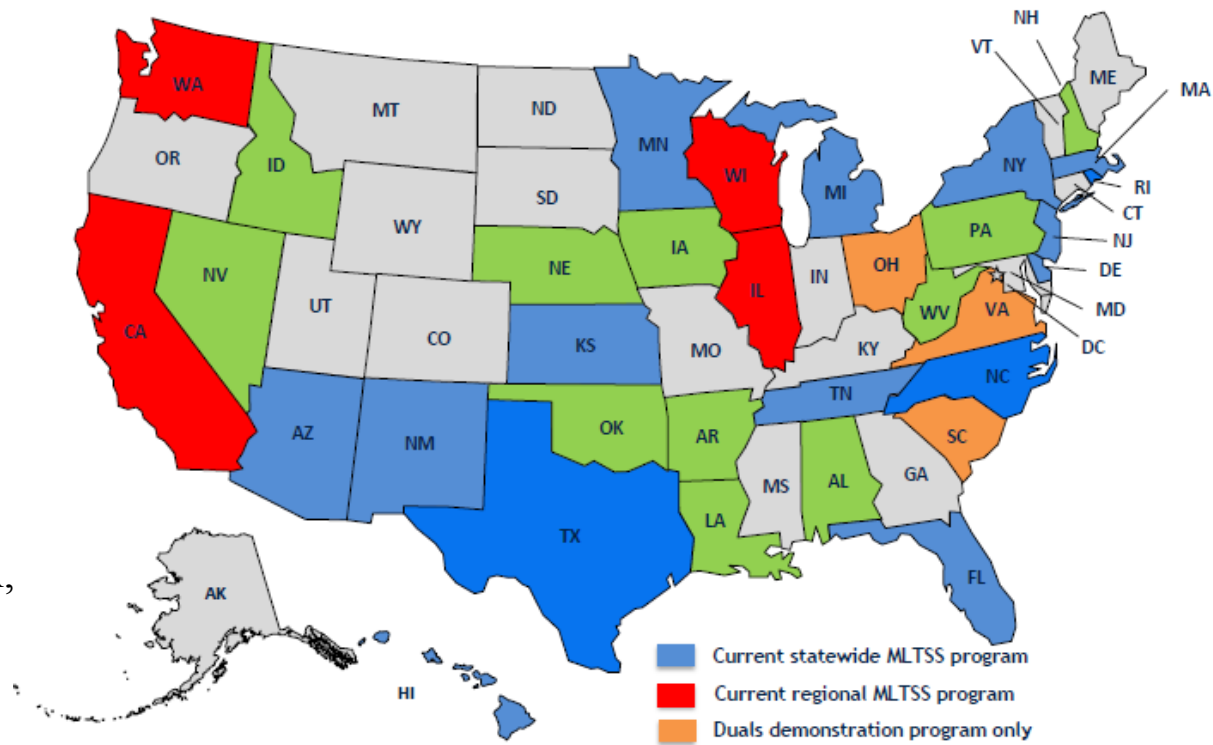 NH
VT
ME
WA
MA
MT
ND
MN
OR
ID
WI
NY
MI
SD
RI
WY
CT
PA
IA
NJ
NE
OH
NV
IN
DE
IL
UT
WV
VA
MD
CO
CA
KS
MO
KY
DC
NC
TN
AZ
OK
NM
AR
SC
MS
AL
GA
LA
TX
FL
,
AK
Current statewide MLTSS program
HI
Current regional MLTSS program
Duals demonstration program only